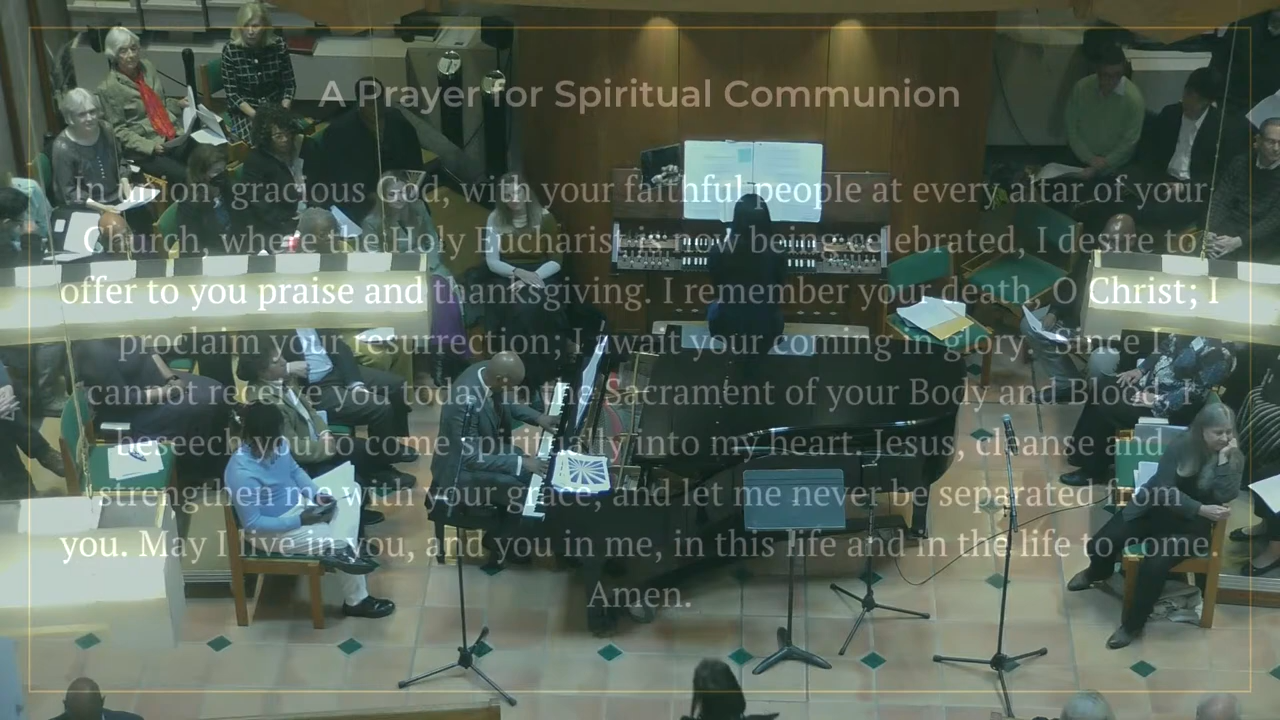 A Prayer for Spiritual Communion
In union, gracious God, with your faithful people at every altar of your
Church, where the Holy Eucharist is now being celebrated, I desire to
offer to you praise and thanksgiving. I remember your death, O Christ; I
proclaim your resurrection; I await your coming in glory. Since I
cannot receive you today in the Sacrament of your Body and Blood, I
beseech you to come spiritually into my heart. Jesus, cleanse and
strengthen me with your grace, and let me never be separated from
you. May I live in you, and you in me, in this life and in the life to come.
Amen.